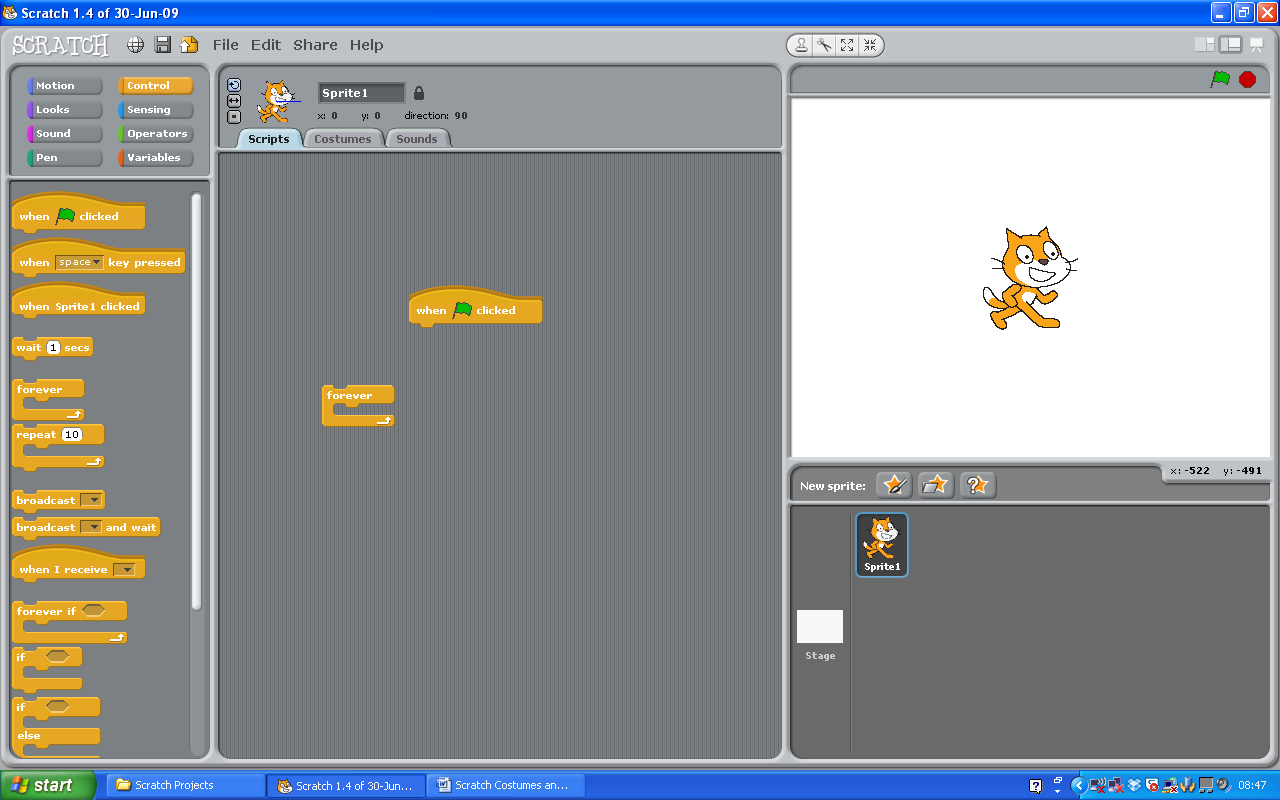 Scratch 1.4 of 30-Jun-09
SCRATCH File Edit Share Help
Motion Control
Looks Sensing
Sound Operators
Pen Variables
Sprite1
x: 0 y: 0 direction: 90
Scripts Costumes Sounds
when clicked
when space key pressed
when Sprite1 clicked
wait 1 secs
forever
repeat 10
broadcast
broadcast and wait
when I receive
forever if
if
if
else
when clicked
forever
x: -522 y: -491
New sprite:
Sprite1
Stage
start Scratch Projects Scratch 1.4 of 30-Jun... Scratch Costumes an... 08:47